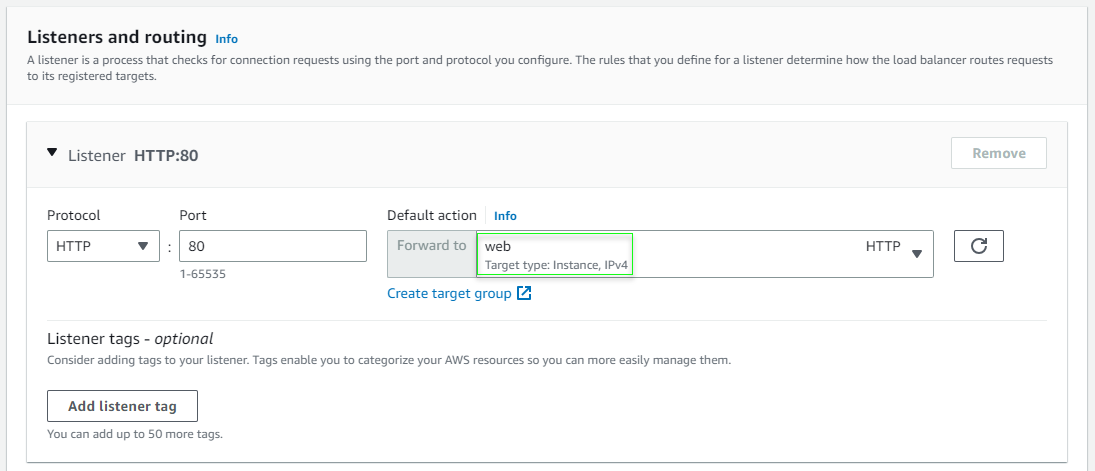 Listeners and routing Info
A listener is a process that checks for connection requests using the port and protocol you configure. The rules that you define for a listener determine how the load balancer routes requests
to its registered targets.
Listener HTTP:80
Remove
Protocol Port Default action Info
HTTP : 80 Forward to web HTTP
Target type: Instance, IPv4
1-65535
Create target group
Listener tags - optional
Consider adding tags to your listener. Tags enable you to categorize your AWS resources so you can more easily manage them.
Add listener tag
You can add up to 50 more tags.